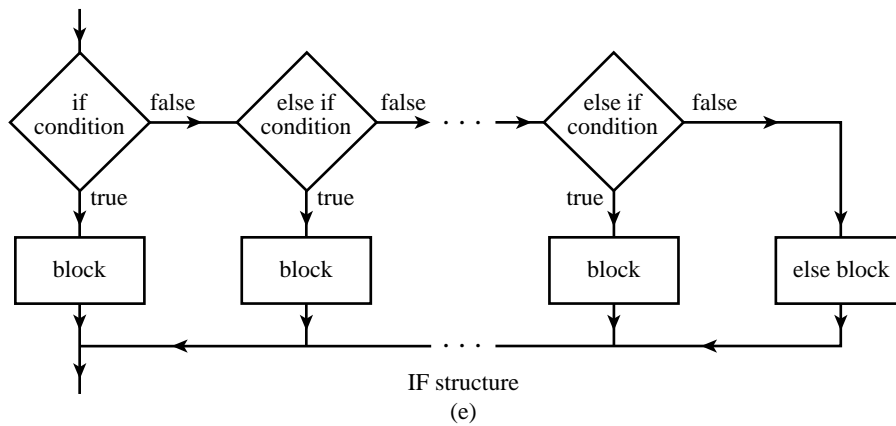 if
condition
false
else if
condition
false
. . .
else if
condition
false
true
true
true
block
block
block
else block
. . .
IF structure
(e)